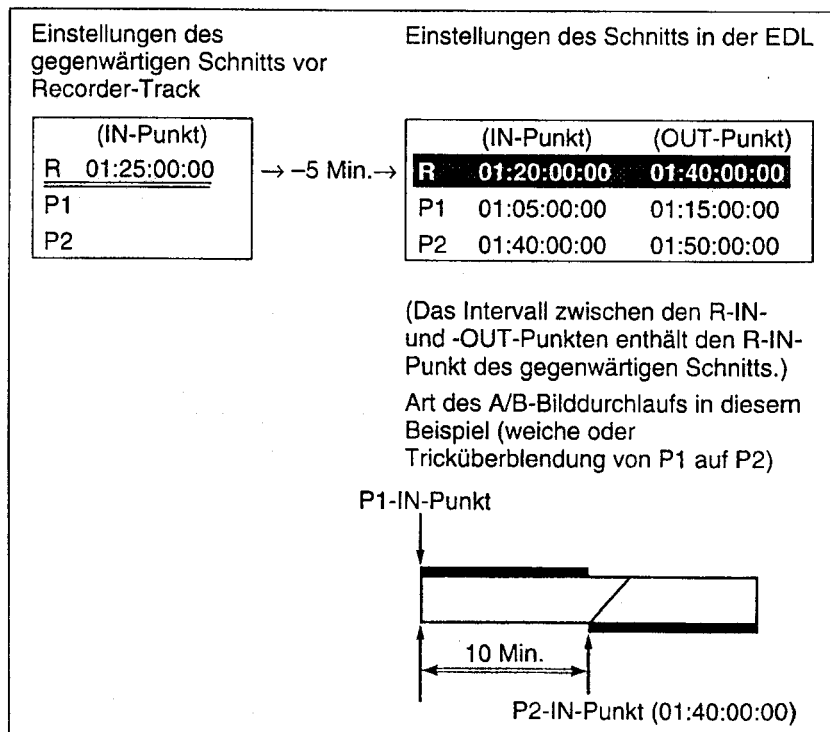 Einstellungen des
gegenwärtigen Schnitts vor
Recorder-Track
(IN-Punkt)
R 01:25:00:00
P1
P2
→ –5 Min.→
Einstellungen des Schnitts in der EDL
(IN-Punkt) (OUT-Punkt)
R 01:20:00:00 01:40:00:00
P1 01:05:00:00 01:15:00:00
P2 01:40:00:00 01:50:00:00
(Das Intervall zwischen den R-IN-
und -OUT-Punkten enthält den R-IN-
Punkt des gegenwärtigen Schnitts.)
Art des A/B-Bilddurchlaufs in diesem
Beispiel (weiche oder
Tricküberblendung von P1 auf P2)
P1-IN-Punkt
10 Min.
P2-IN-Punkt (01:40:00:00)